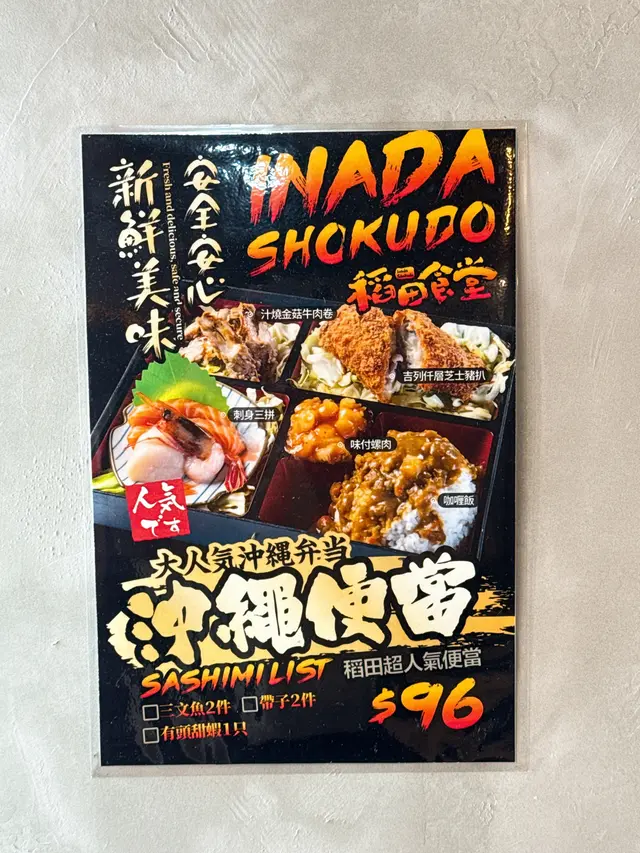 INADA
SHOKUDO
稻田食堂
安全安心
Fresh and delicious, safe and secure
新鮮美味
汁燒金菇牛肉卷
吉列仟層芝士豬扒
刺身三拼
味付螺肉
咖喱飯
人気
です
大人気沖縄弁当
沖繩便當
SASHIMI LIST
稻田超人氣便當
三文魚2件
帶子2件
有頭甜蝦1只
$96